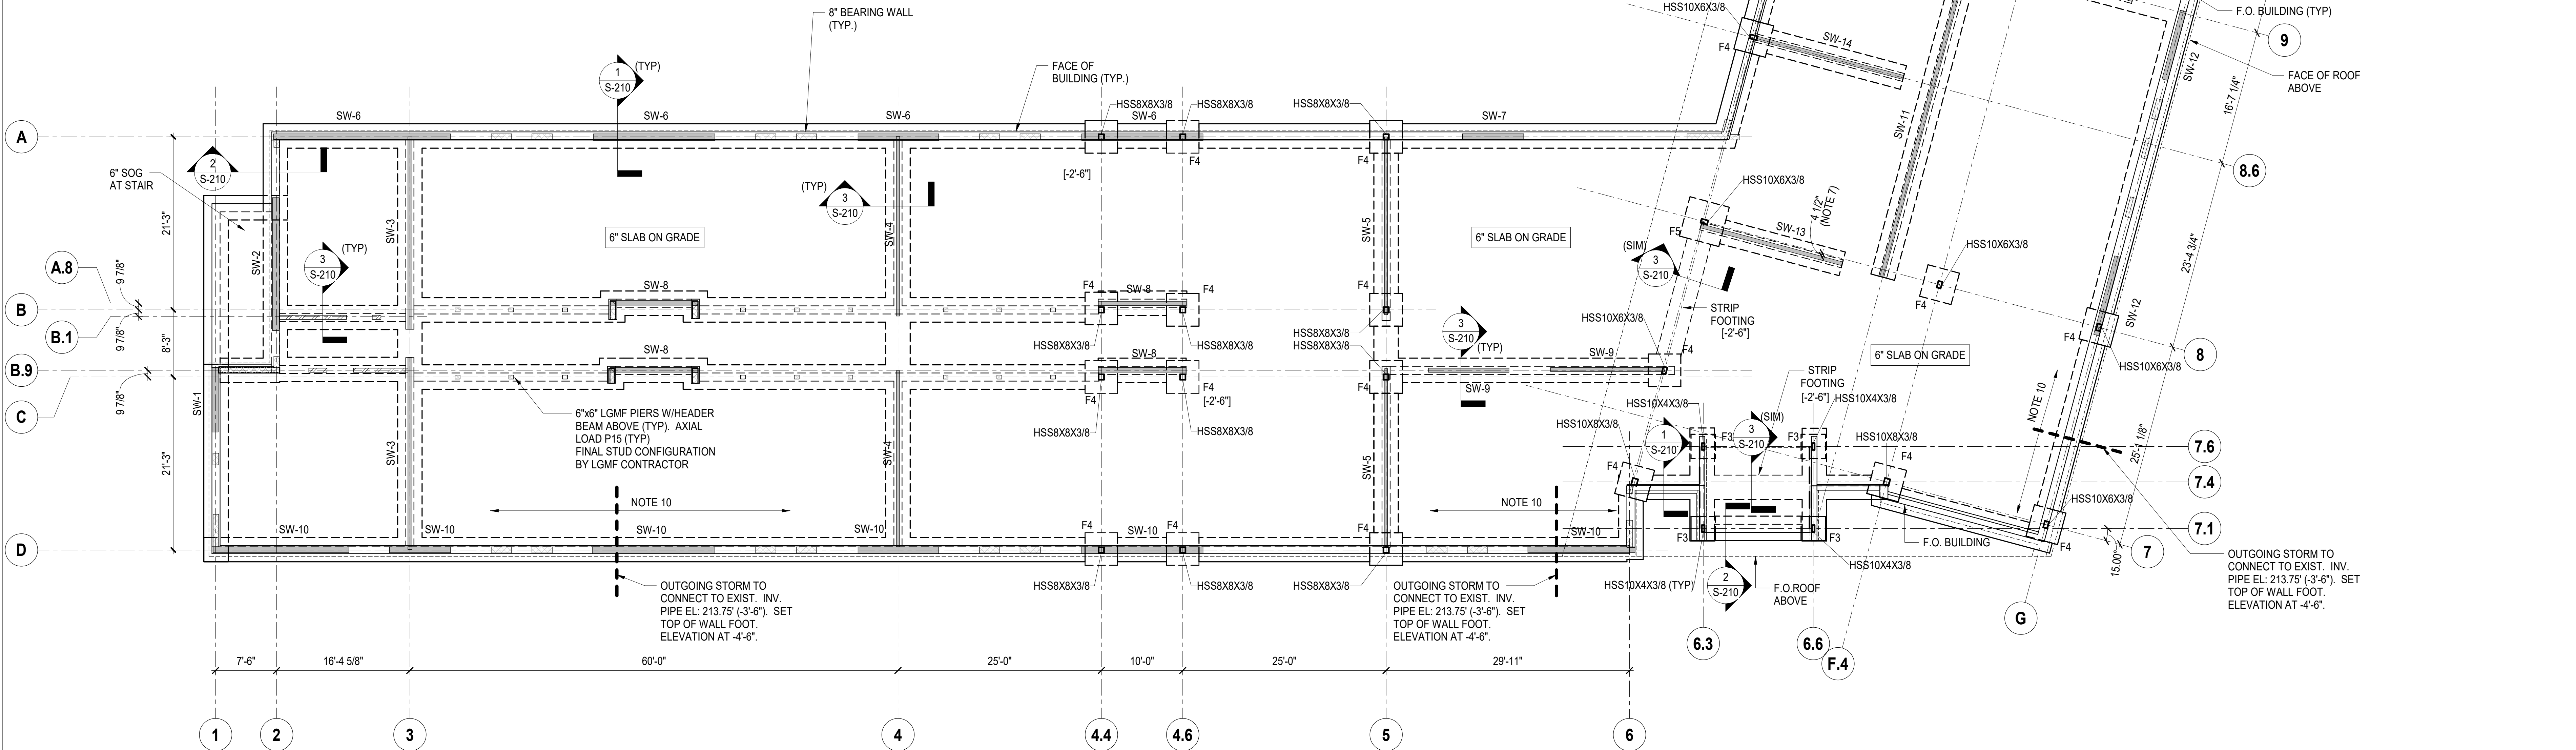 8" BEARING WALL
(TYP.)
HSS10X6X3/8
F.O. BUILDING (TYP)
9
F4
SW-14
SW-12
FACE OF ROOF
ABOVE
16'-7 1/4"
1
S-210
(TYP)
FACE OF
BUILDING (TYP.)
SW-6
SW-6
SW-6
HSS8X8X3/8
SW-6
HSS8X8X3/8
HSS8X8X3/8
SW-7
SW-11
A
2
S-210
6" SOG
AT STAIR
F4
F4
[-2'-6"]
8.6
(TYP)
3
S-210
HSS10X6X3/8
4 1/2"
(NOTE 7)
21'-3"
SW-2
SW-3
SW-4
SW-5
6" SLAB ON GRADE
6" SLAB ON GRADE
F5
SW-13
(SIM)
3
S-210
HSS10X6X3/8
23'-4 3/4"
A.8
9 7/8"
3
S-210
(TYP)
SW-8
F4
SW-8
F4
F4
F4
SW-12
B
STRIP
FOOTING
[-2'-6"]
HSS10X6X3/8
3
S-210
(TYP)
F4
B.1
9 7/8"
8'-3"
HSS8X8X3/8
HSS8X8X3/8
HSS8X8X3/8
HSS8X8X3/8
SW-8
SW-8
SW-9
F4
6" SLAB ON GRADE
8
HSS10X6X3/8
B.9
9 7/8"
SW-1
SW-9
STRIP
FOOTING
[-2'-6"]
C
F4
F4
[-2'-6"]
F4
HSS10X4X3/8
HSS10X4X3/8
NOTE 10
6"x6" LGMF PIERS W/HEADER
BEAM ABOVE (TYP). AXIAL
LOAD P15 (TYP)
FINAL STUD CONFIGURATION
BY LGMF CONTRACTOR
HSS8X8X3/8
HSS8X8X3/8
HSS10X8X3/8
1
S-210
F3
3
S-210
(SIM)
F3
HSS10X8X3/8
25'-1 1/8"
7.6
21'-3"
SW-3
SW-4
SW-5
F4
F4
7.4
NOTE 10
NOTE 10
HSS10X6X3/8
SW-10
SW-10
SW-10
SW-10
F4
SW-10
F4
F4
SW-10
F3
F3
F.O. BUILDING
F4
7.1
D
15.00°
7
OUTGOING STORM TO
CONNECT TO EXIST. INV.
PIPE EL: 213.75' (-3'-6"). SET
TOP OF WALL FOOT.
ELEVATION AT -4'-6".
HSS8X8X3/8
HSS8X8X3/8
HSS8X8X3/8
OUTGOING STORM TO
CONNECT TO EXIST. INV.
PIPE EL: 213.75' (-3'-6"). SET
TOP OF WALL FOOT.
ELEVATION AT -4'-6".
HSS10X4X3/8 (TYP)
2
S-210
F.O.ROOF
ABOVE
HSS10X4X3/8
OUTGOING STORM TO
CONNECT TO EXIST. INV.
PIPE EL: 213.75' (-3'-6"). SET
TOP OF WALL FOOT.
ELEVATION AT -4'-6".
G
6.3
6.6
F.4
7'-6"
16'-4 5/8"
60'-0"
25'-0"
10'-0"
25'-0"
29'-11"
1
2
3
4
4.4
4.6
5
6